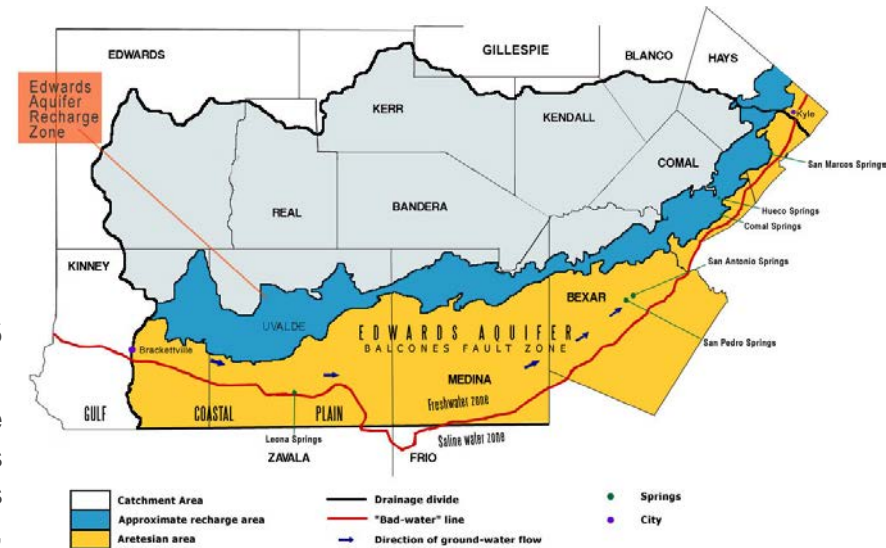 EDWARDS
GILLESPIE
BLANCO
HAYS
Edwards
Aquifer
Recharge
Zone
KERR
KENDALL
Kyle
COMAL
San Marcos Springs
REAL
BANDERA
Hueco Springs
Comal Springs
KINNEY
San Antonio Springs
BEXAR
UVALDE
EDWARDS AQUIFER
BALCONES FAULT ZONE
San Pedro Springs
Brackettville
MEDINA
Freshwater zone
GULF COASTAL PLAIN
Saline water zone
Leona Springs
ZAVALA
FRIO
Catchment Area
Approximate recharge area
Aretesian area
Drainage divide
"Bad-water" line
Direction of ground-water flow
Springs
City